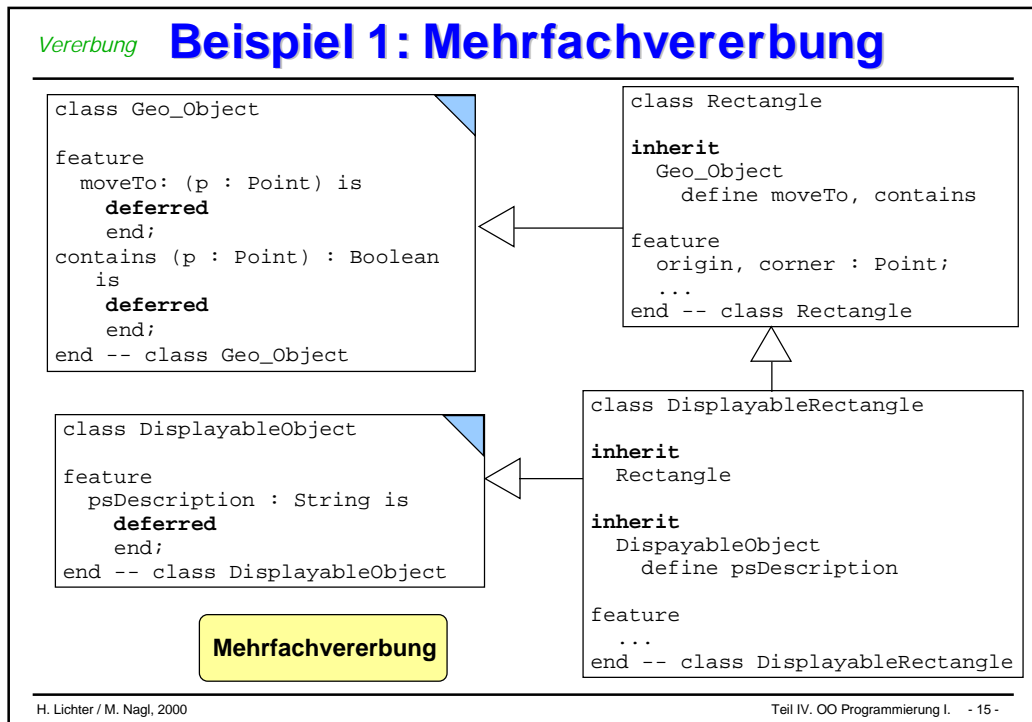 Vererbung
Beispiel 1: Mehrfachvererbung
class Geo_Object
feature
moveTo: (p : Point) is
deferred
end;
contains (p : Point) : Boolean
is
deferred
end;
end -- class Geo_Object
class Rectangle
inherit
Geo_Object
define moveTo, contains
feature
origin, corner : Point;
...
end -- class Rectangle
class DisplayableObject
feature
psDescription : String is
deferred
end;
end -- class DisplayableObject
class DisplayableRectangle
inherit
Rectangle
inherit
DispayableObject
define psDescription
feature
...
end -- class DisplayableRectangle
Mehrfachvererbung
H. Lichter / M. Nagl, 2000
Teil IV. OO Programmierung I. - 15 -